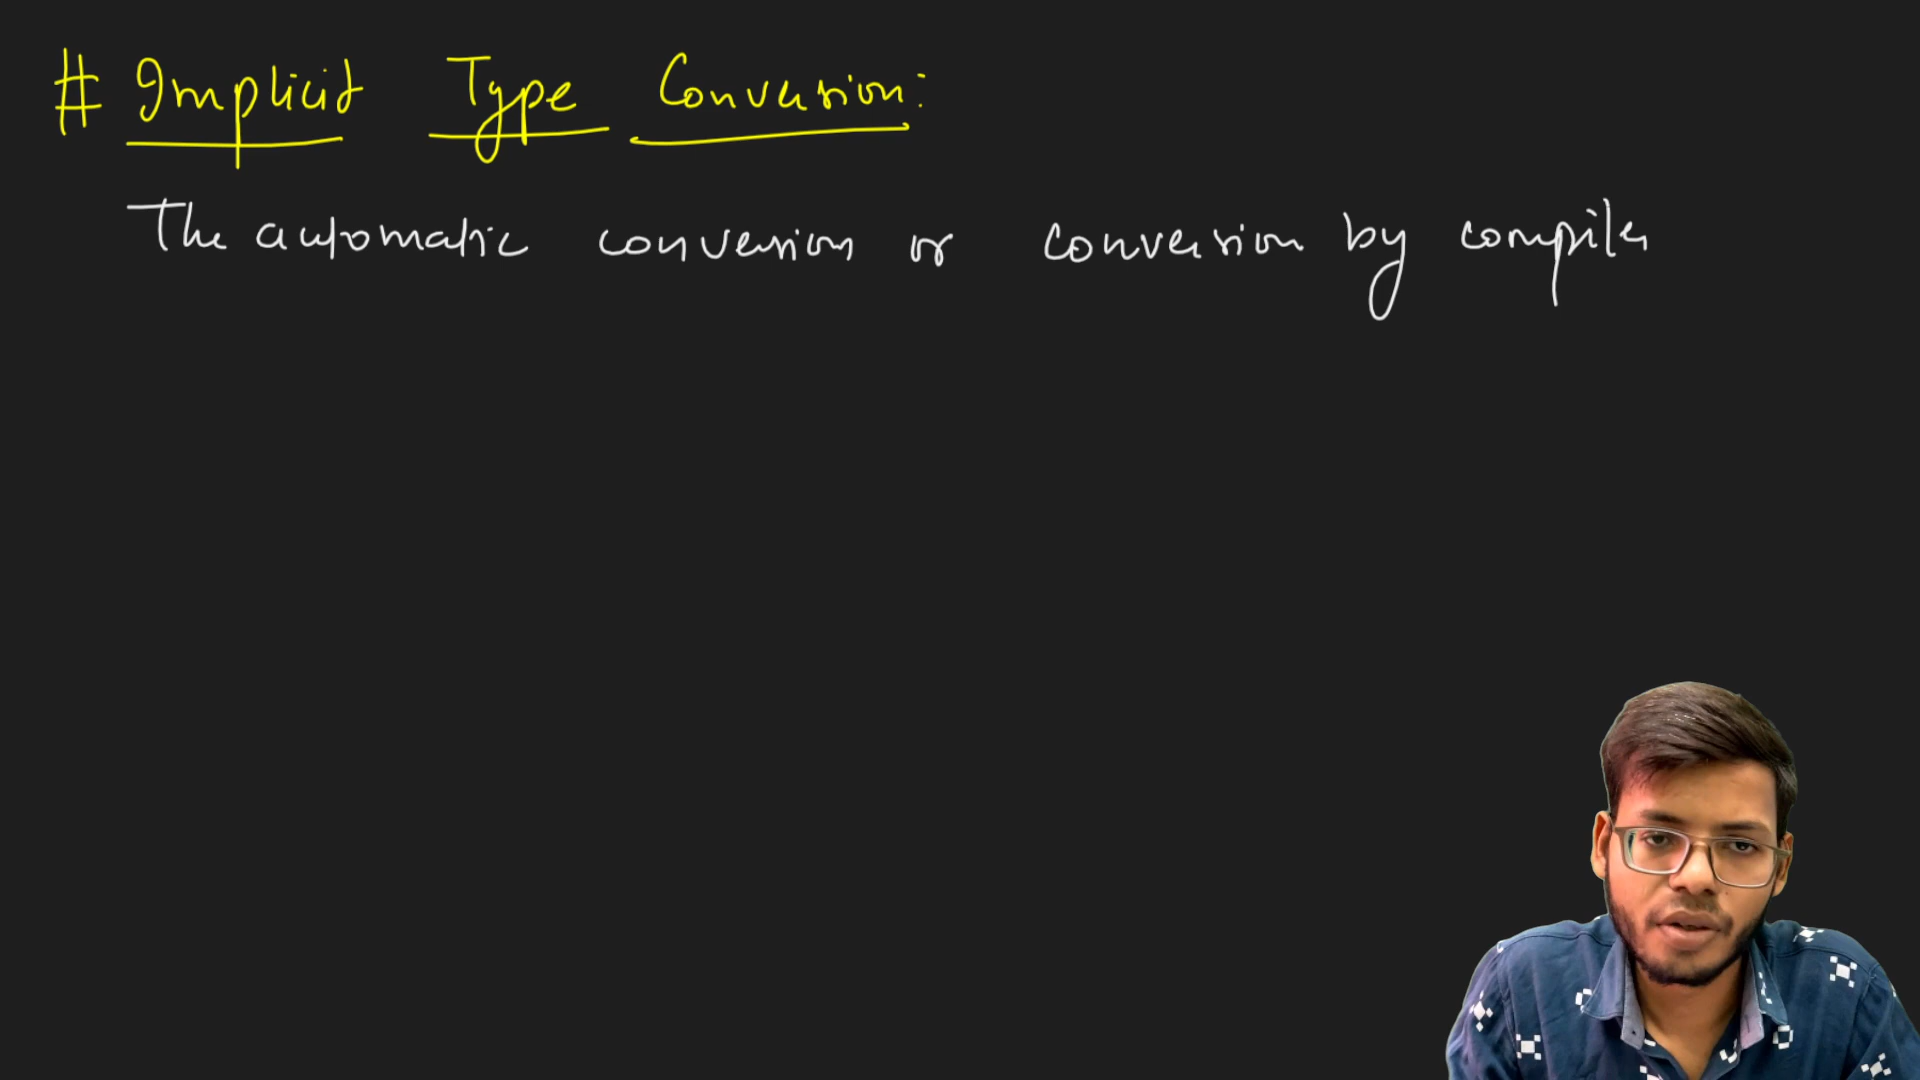 # Implicit Type Conversion:
The automatic conversion or conversion by compiler